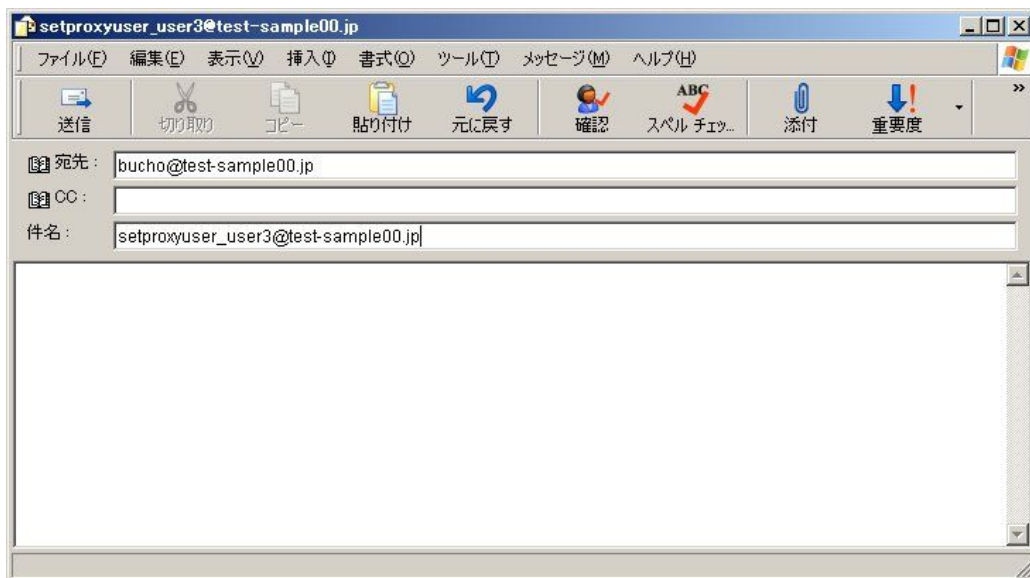 setproxyuser_user3@test-sample00.jp
ファイル(F) 編集(E) 表示(V) 挿入(I) 書式(O) ツール(T) メッセージ(M) ヘルプ(H)
送信 切り取り コピー 貼り付け 元に戻す ABC 確認 スペル チェッ... 添付 重要度 »
宛先: bucho@test-sample00.jp
CC:
件名: setproxyuser_user3@test-sample00.jp